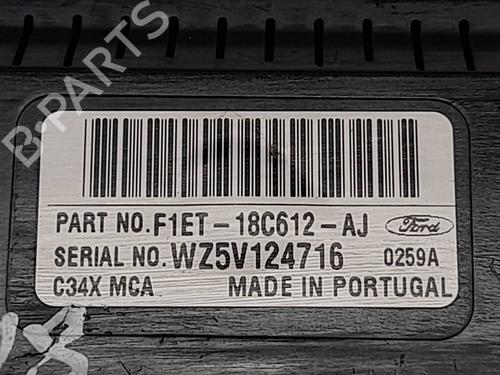 B-PARTS
PART NO. F1ET-18C612-AJ Ford
SERIAL NO. WZ5V124716 0259A
C34X MCA MADE IN PORTUGAL